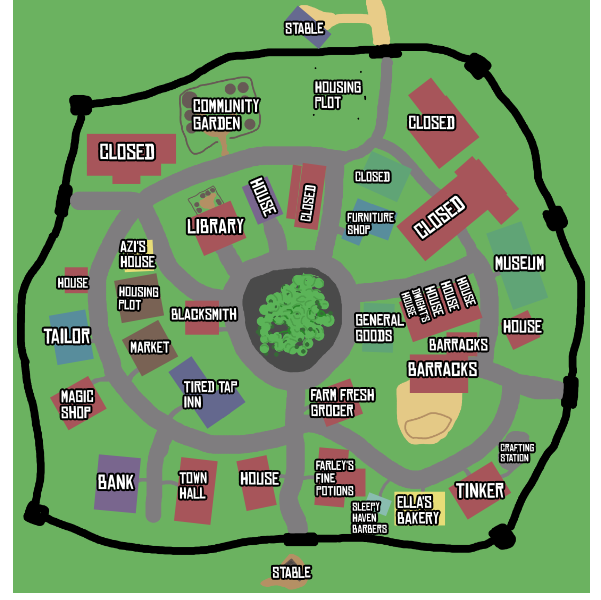 STABLE
HOUSING
PLOT
COMMUNITY
GARDEN
CLOSED
CLOSED
CLOSED
HOUSE
CLOSED
CLOSED
LIBRARY
FURNITURE
SHOP
AZI'S
HOUSE
MUSEUM
HOUSE
HOUSING
PLOT
BLACKSMITH
GENERAL
GOODS
HOUSE
DWIGHT'S
HOUSE
HOUSE
HOUSE
HOUSE
TAILOR
MARKET
BARRACKS
BARRACKS
MAGIC
SHOP
TIRED TAP
INN
FARM FRESH
GROCER
CRAFTING
STATION
BANK
TOWN
HALL
HOUSE
FARLEY'S
FINE
POTIONS
TINKER
SLEEPY
HAVEN
BARBERS
ELLA'S
BAKERY
STABLE